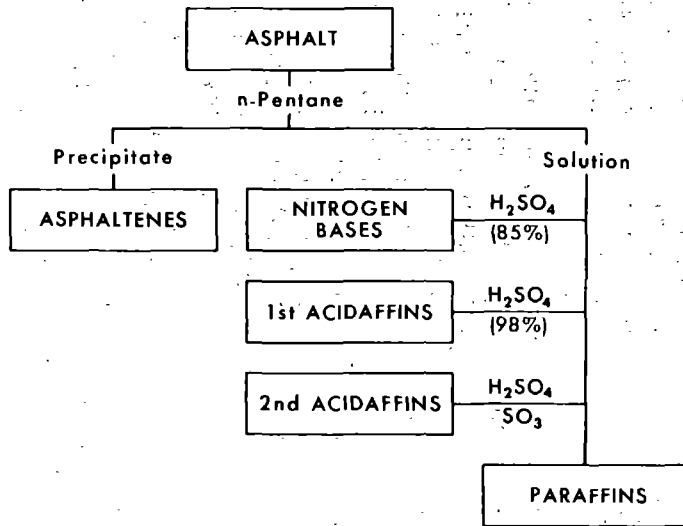 ASPHALT
n-Pentane
Precipitate
Solution
ASPHALTENES
NITROGEN
BASES
H₂SO₄
(85%)
1st ACIDAFFINS
H₂SO₄
(98%)
2nd ACIDAFFINS
H₂SO₄
SO₃
PARAFFINS